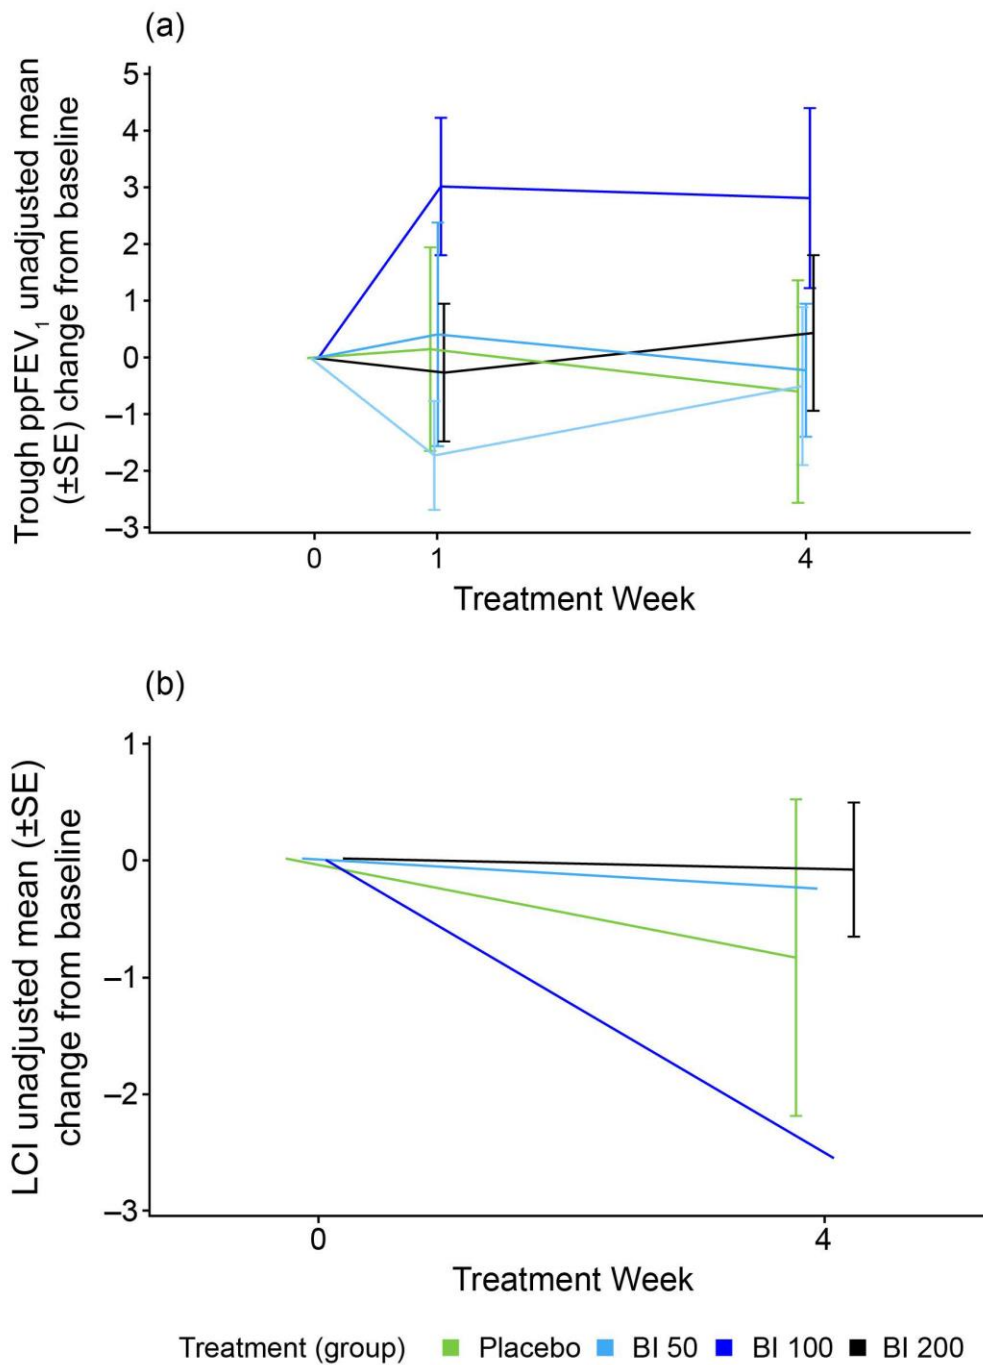 (a)
Trough ppFEV₁ unadjusted mean
(±SE) change from baseline
5
4
3
2
1
0
–1
–2
–3
0 1 4
Treatment Week
(b)
LCI unadjusted mean (±SE)
change from baseline
1
0
–1
–2
–3
0 4
Treatment Week
Treatment (group) Placebo BI 50 BI 100 BI 200